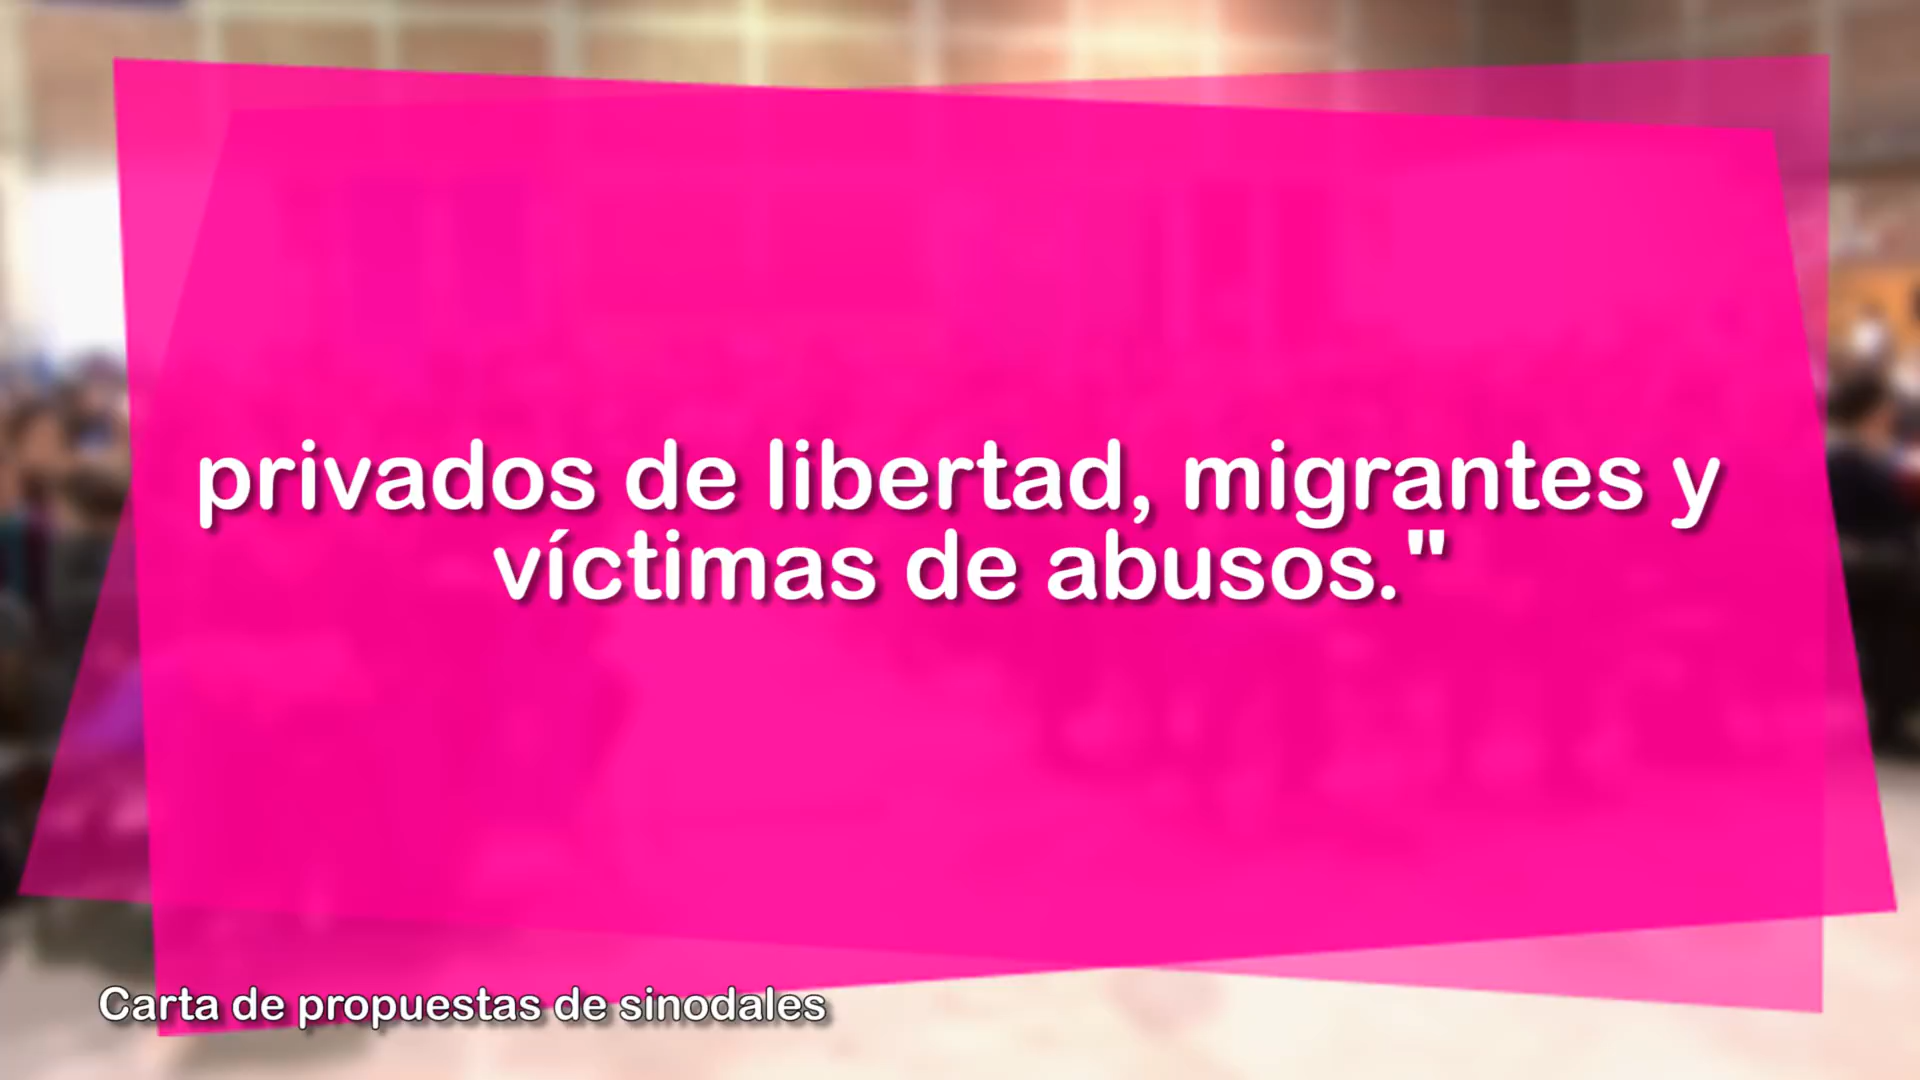 privados de libertad, migrantes y
víctimas de abusos."
Carta de propuestas de sinodales